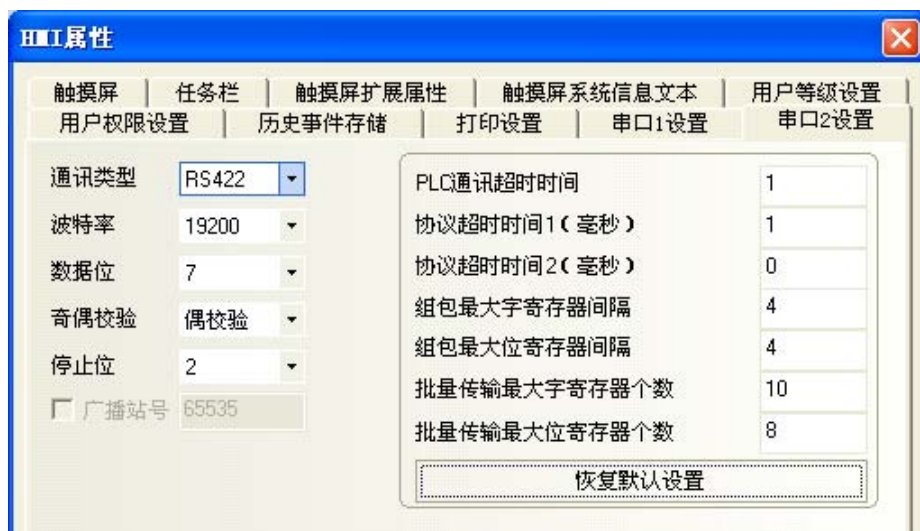 HMI属性
触摸屏 任务栏 触摸屏扩展属性 触摸屏系统信息文本 用户等级设置
用户权限设置 历史事件存储 打印设置 串口1设置 串口2设置
通讯类型 RS422
波特率 19200
数据位 7
奇偶校验 偶校验
停止位 2
广播站号 65535
PLC通讯超时时间 1
协议超时时间1(毫秒) 1
协议超时时间2(毫秒) 0
组包最大字寄存器间隔 4
组包最大位寄存器间隔 4
批量传输最大字寄存器个数 10
批量传输最大位寄存器个数 8
恢复默认设置